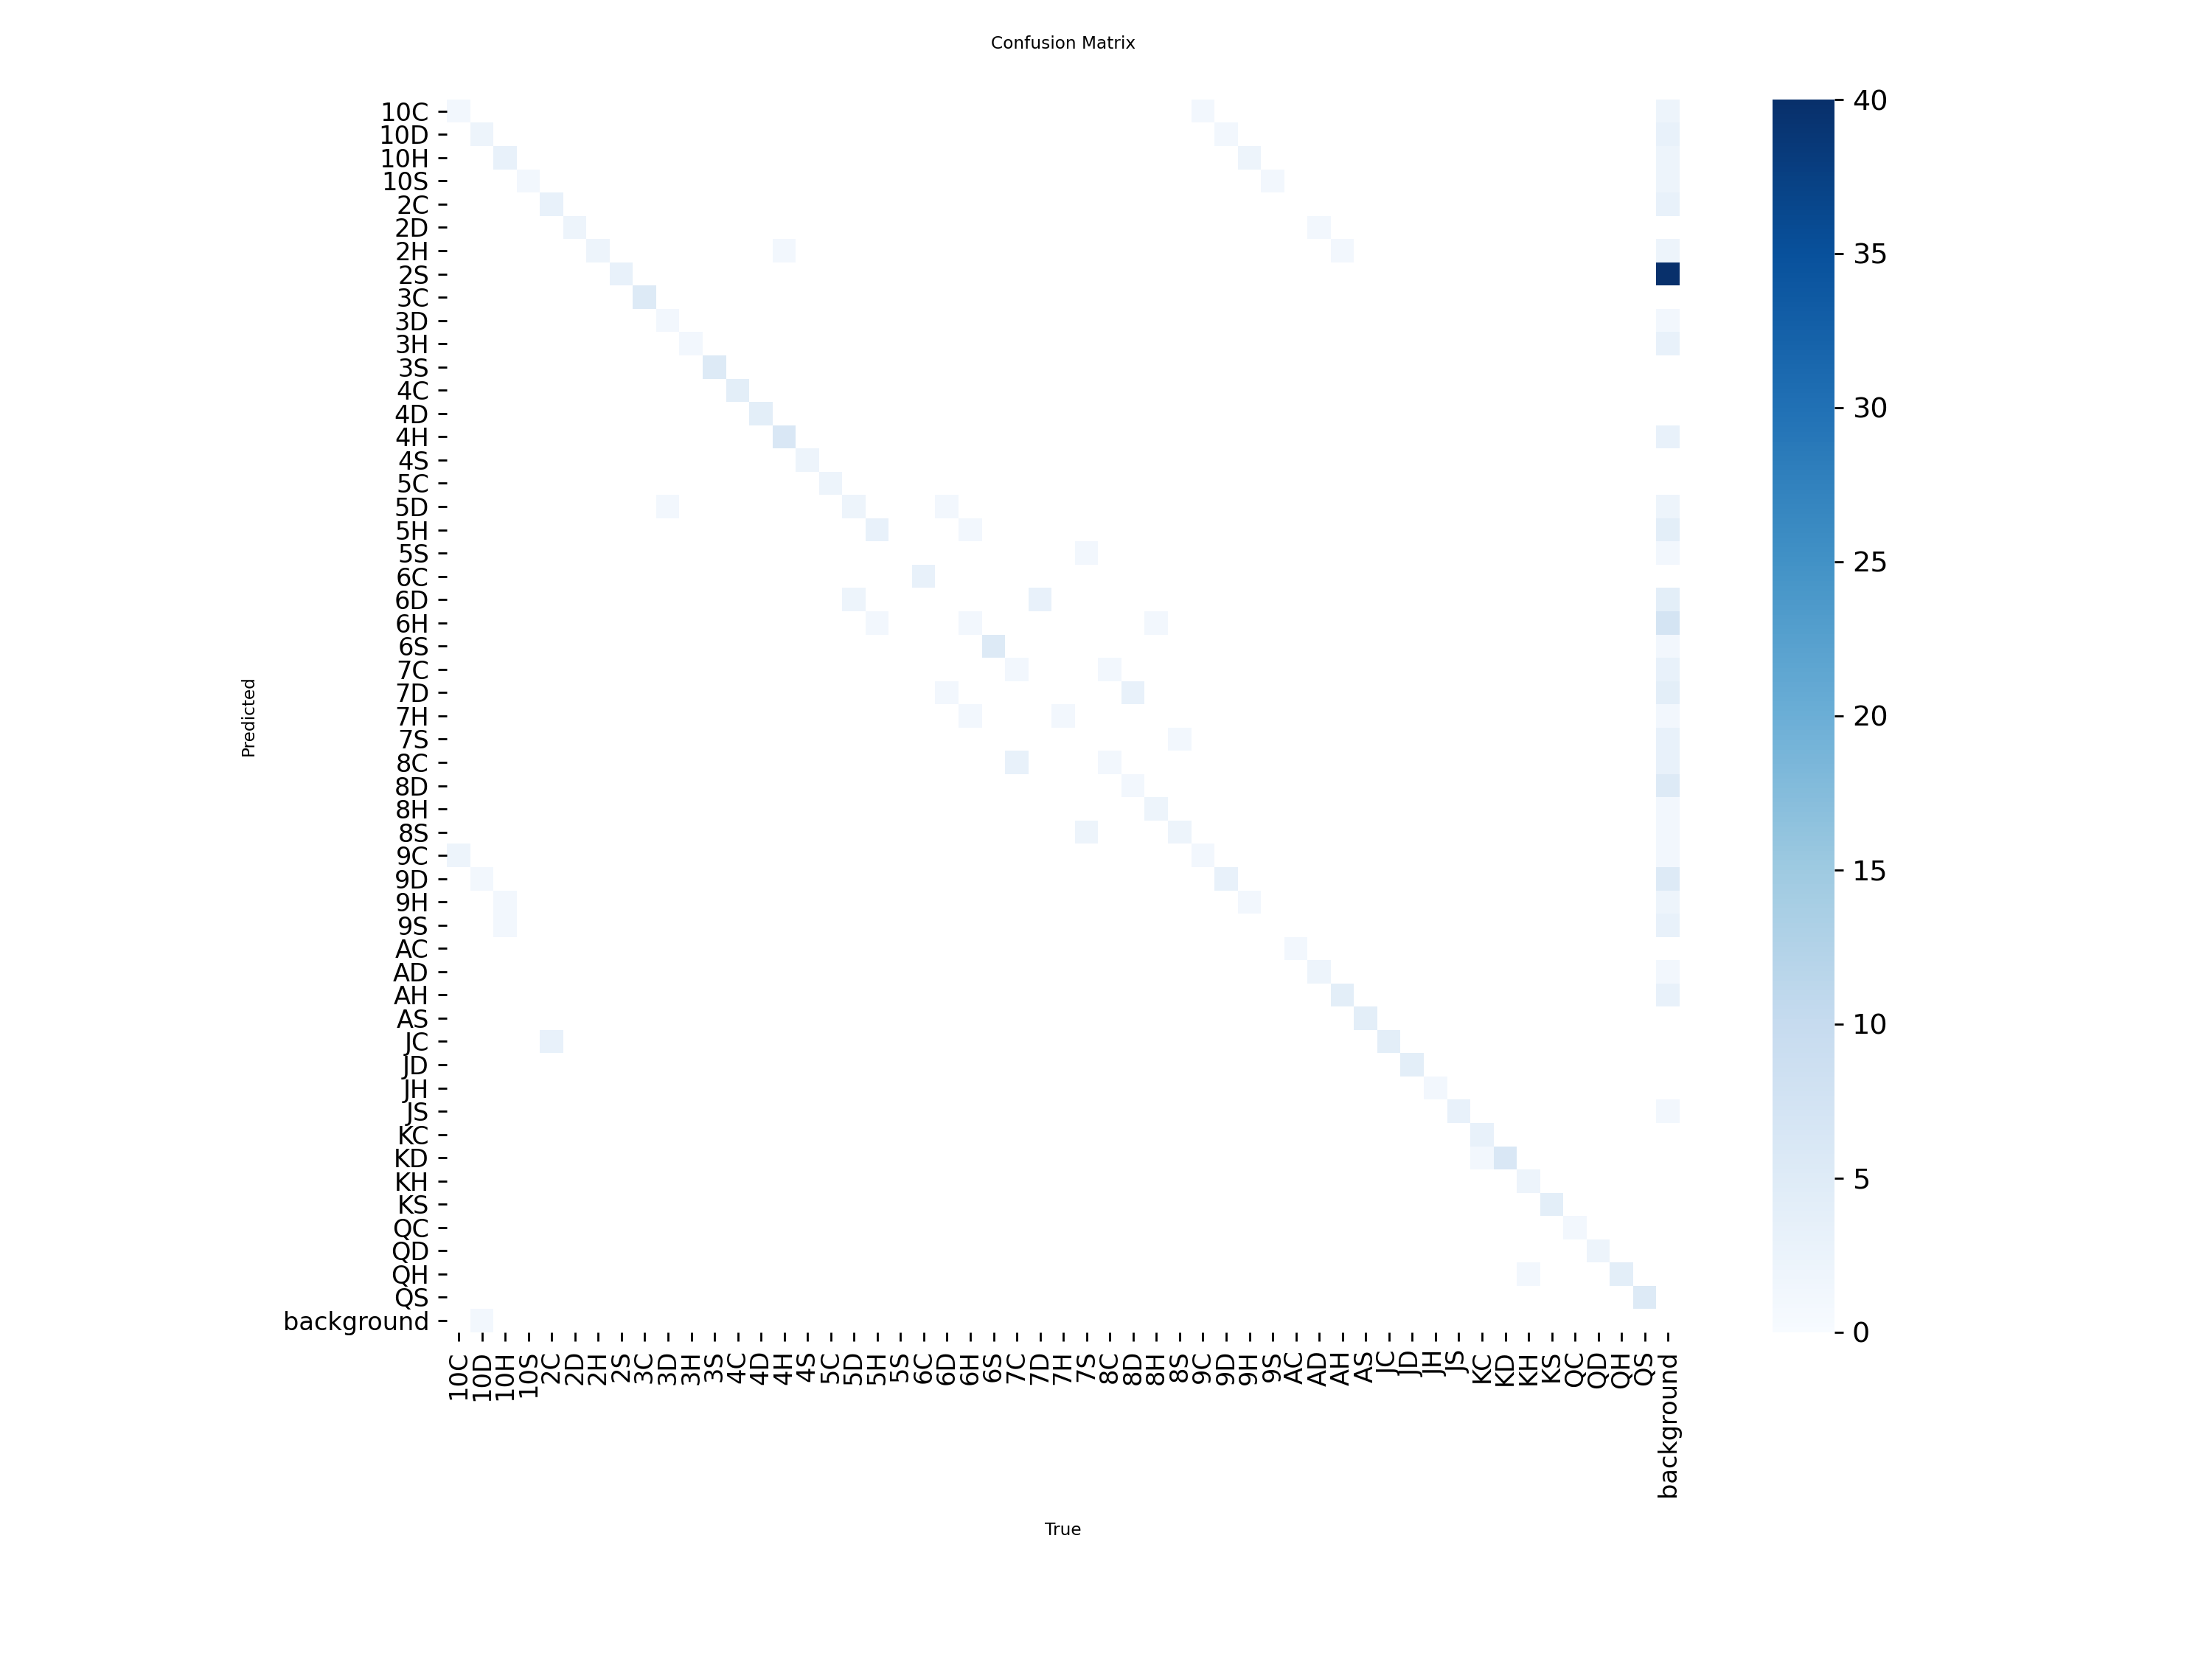 Confusion Matrix
10C
10D
10H
10S
2C
2D
2H
2S
3C
3D
3H
3S
4C
4D
4H
4S
5C
5D
5H
5S
6C
6D
6H
6S
7C
7D
7H
7S
8C
8D
8H
8S
9C
9D
9H
9S
AC
AD
AH
AS
JC
JD
JH
JS
KC
KD
KH
KS
QC
QD
QH
QS
background
Predicted
10C 10D 10H 10S 2C 2D 2H 2S 3C 3D 3H 3S 4C 4D 4H 4S 5C 5D 5H 5S 6C 6D 6H 6S 7C 7D 7H 7S 8C 8D 8H 8S 9C 9D 9H 9S AC AD AH AS JC JD JH JS KC KD KH KS QC QD QH QS background
True
40
35
30
25
20
15
10
5
0